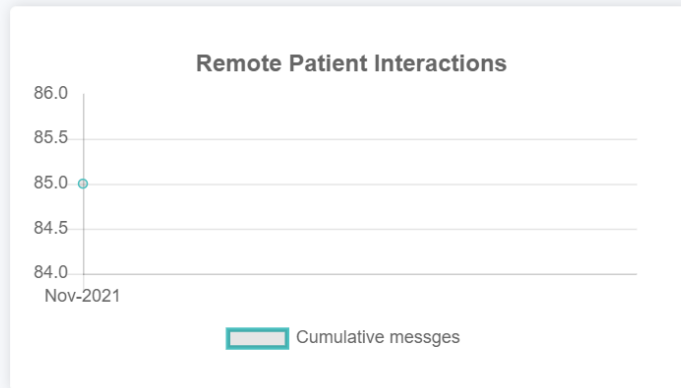 Remote Patient Interactions
86.0
85.5
85.0
84.5
84.0
Nov-2021
Cumulative messges